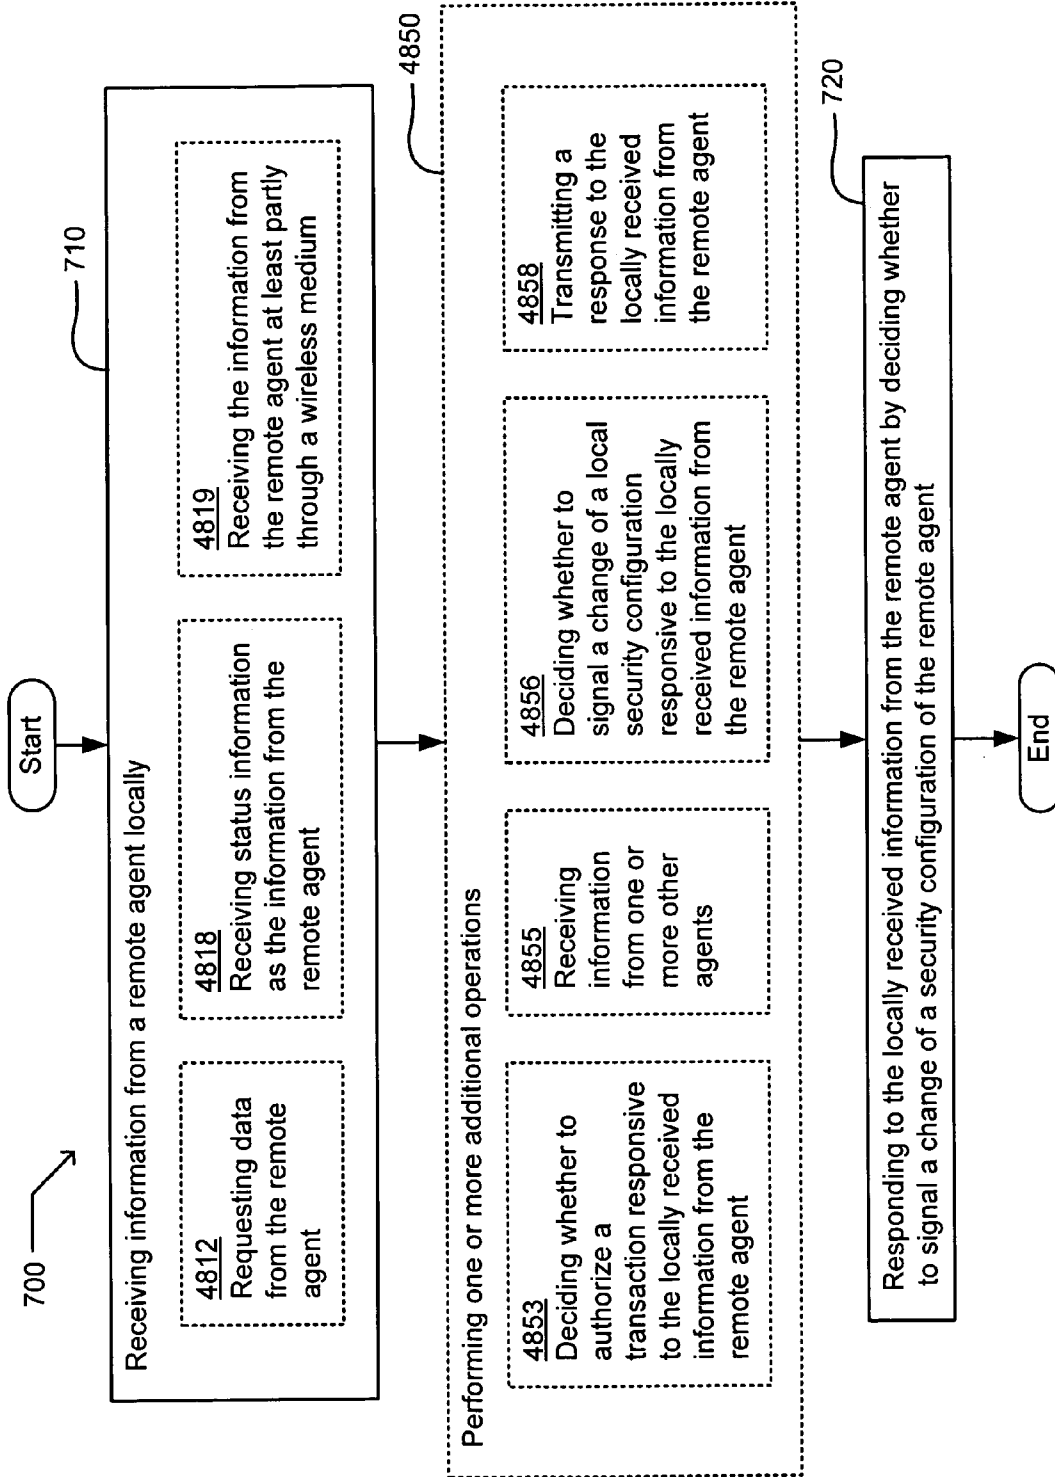 700
Start
Receiving information from a remote agent locally
710
4812
Requesting data
from the remote
agent
4818
Receiving status information
as the information from the
remote agent
4819
Receiving the information from
the remote agent at least partly
through a wireless medium
Performing one or more additional operations
4850
4853
Deciding whether to
authorize a
transaction responsive
to the locally received
information from the
remote agent
4855
Receiving
information
from one or
more other
agents
4856
Deciding whether to
signal a change of a local
security configuration
responsive to the locally
received information from
the remote agent
4858
Transmitting a
response to the
locally received
information from
the remote agent
720
Responding to the locally received information from the remote agent by deciding whether
to signal a change of a security configuration of the remote agent
End